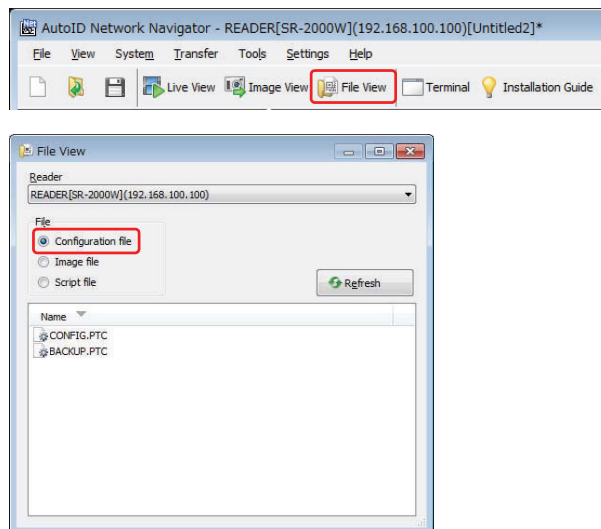 AutoID Network Navigator - READER[SR-2000W](192.168.100.100)[Untitled2]*
File View System Transfer Tools Settings Help
Live View Image View File View Terminal Installation Guide
File View
Reader
READER[SR-2000W](192.168.100.100)
File
Configuration file
Image file
Script file
Refresh
Name
CONFIG.PTC
BACKUP.PTC